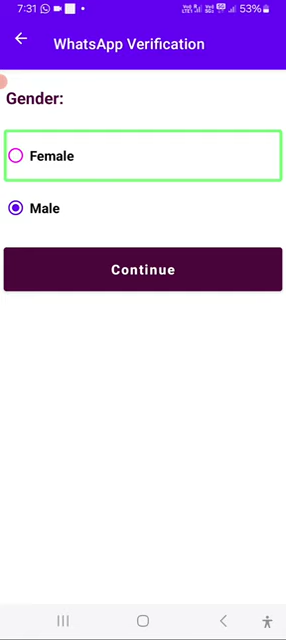 7:31
53%
WhatsApp Verification
Gender:
Female
Male
Continue